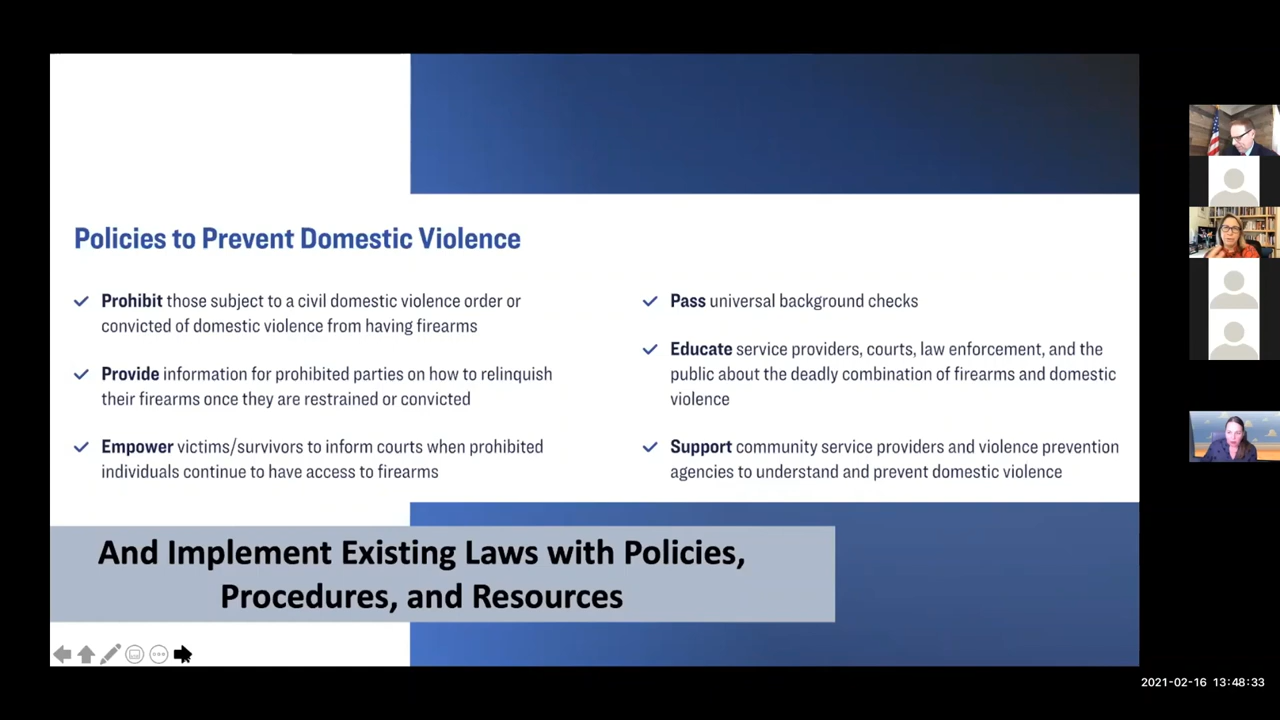 Policies to Prevent Domestic Violence
Prohibit those subject to a civil domestic violence order or
convicted of domestic violence from having firearms
Provide information for prohibited parties on how to relinquish
their firearms once they are restrained or convicted
Empower victims/survivors to inform courts when prohibited
individuals continue to have access to firearms
Pass universal background checks
Educate service providers, courts, law enforcement, and the
public about the deadly combination of firearms and domestic
violence
Support community service providers and violence prevention
agencies to understand and prevent domestic violence
And Implement Existing Laws with Policies,
Procedures, and Resources
2021-02-16 13:48:33